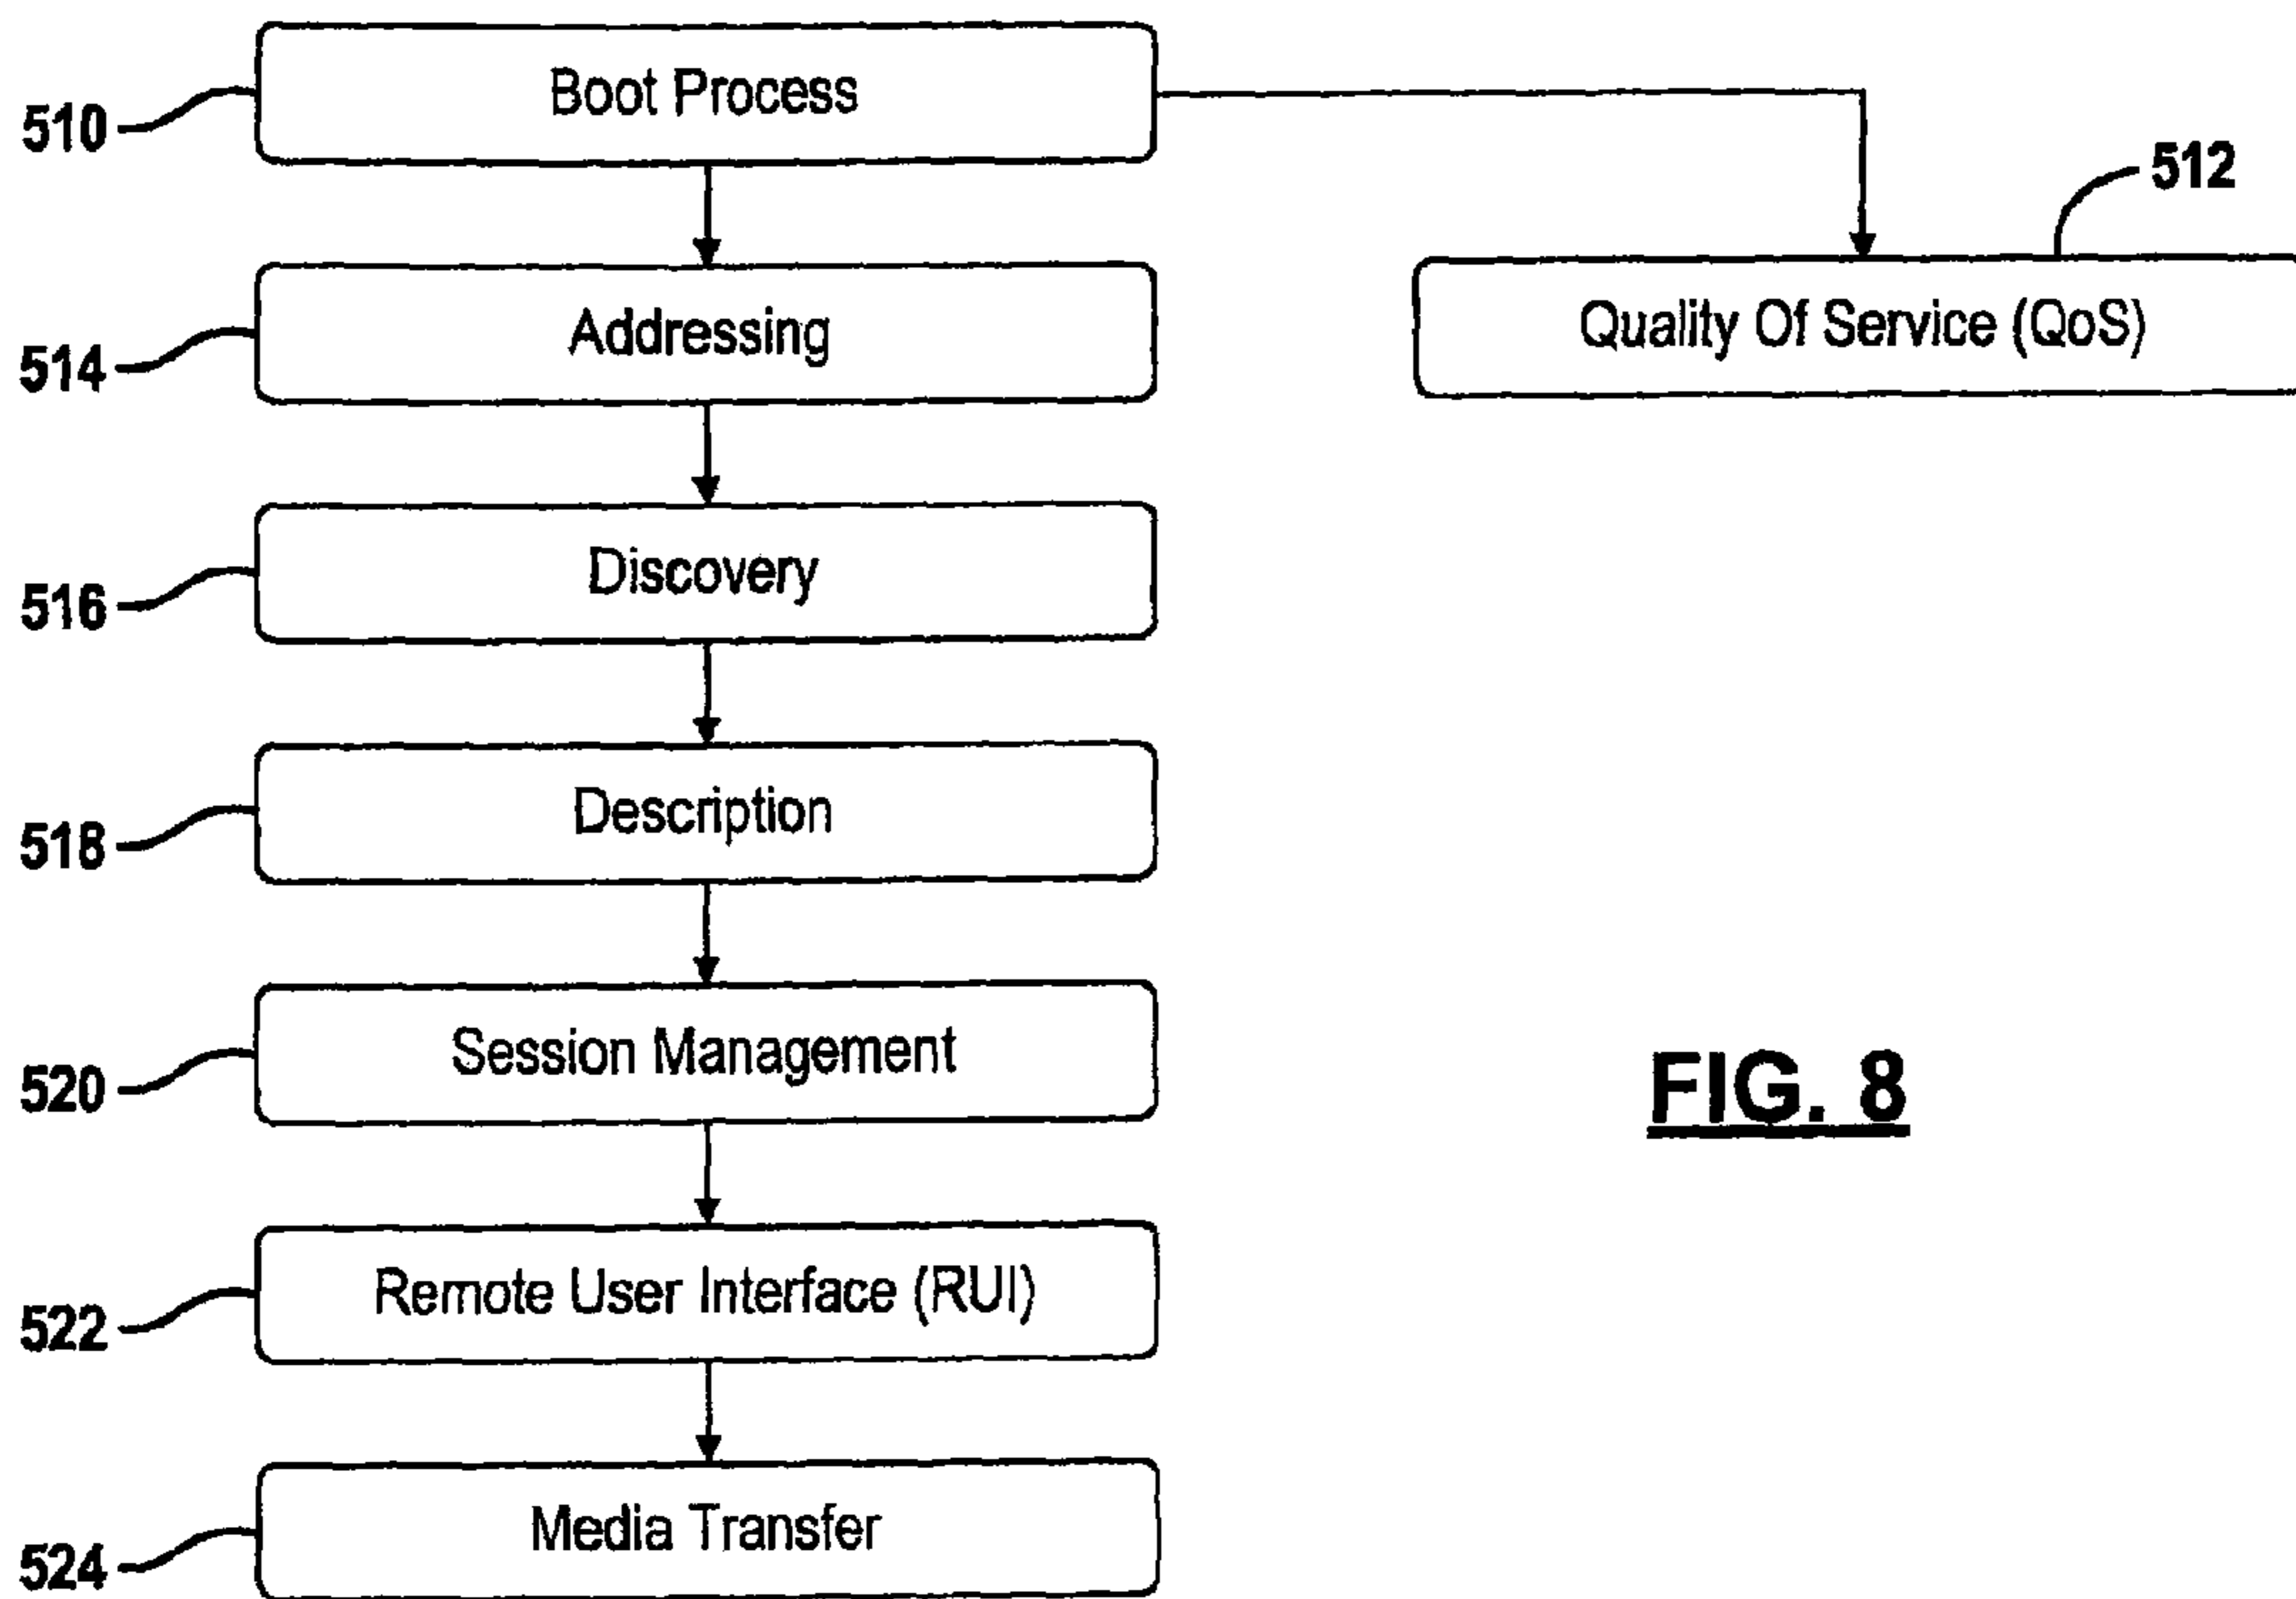 Boot Process
510
512
Quality Of Service (QoS)
Addressing
514
Discovery
516
Description
518
Session Management
520
FIG. 8
Remote User Interface (RUI)
522
Media Transfer
524